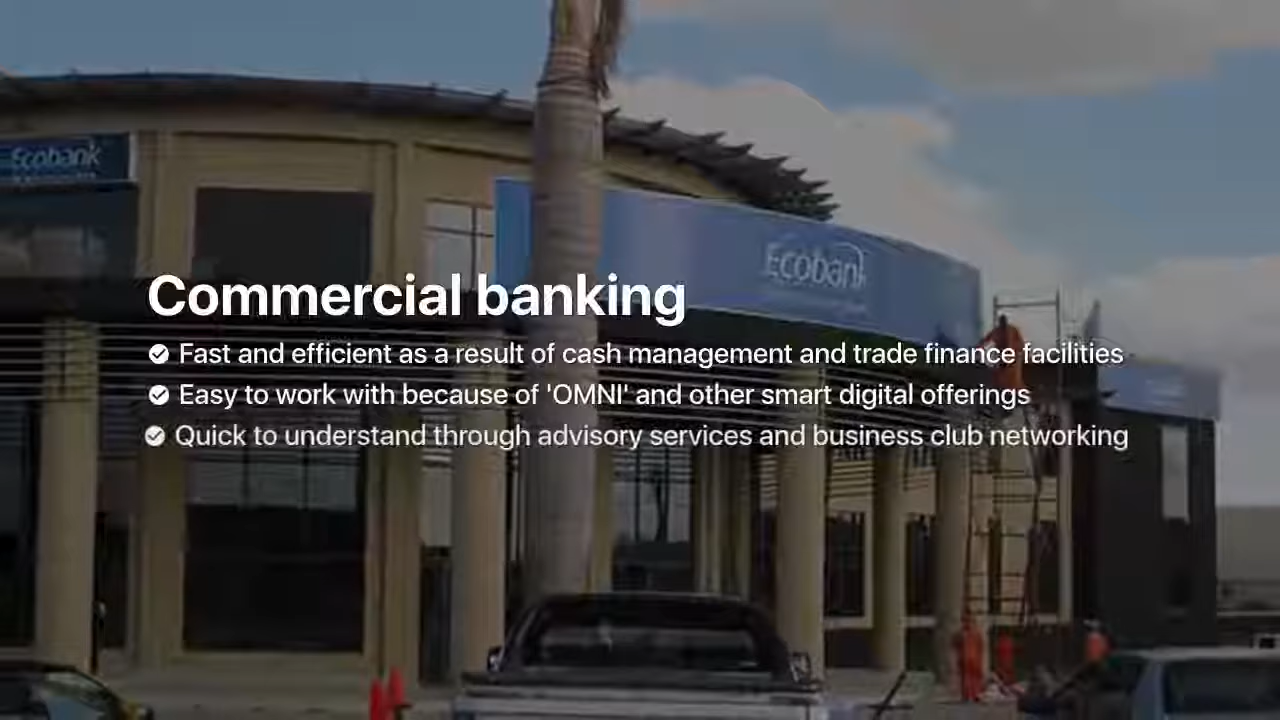 Ecobank
Ecobank
Commercial banking
Fast and efficient as a result of cash management and trade finance facilities
Easy to work with because of 'OMNI' and other smart digital offerings
Quick to understand through advisory services and business club networking